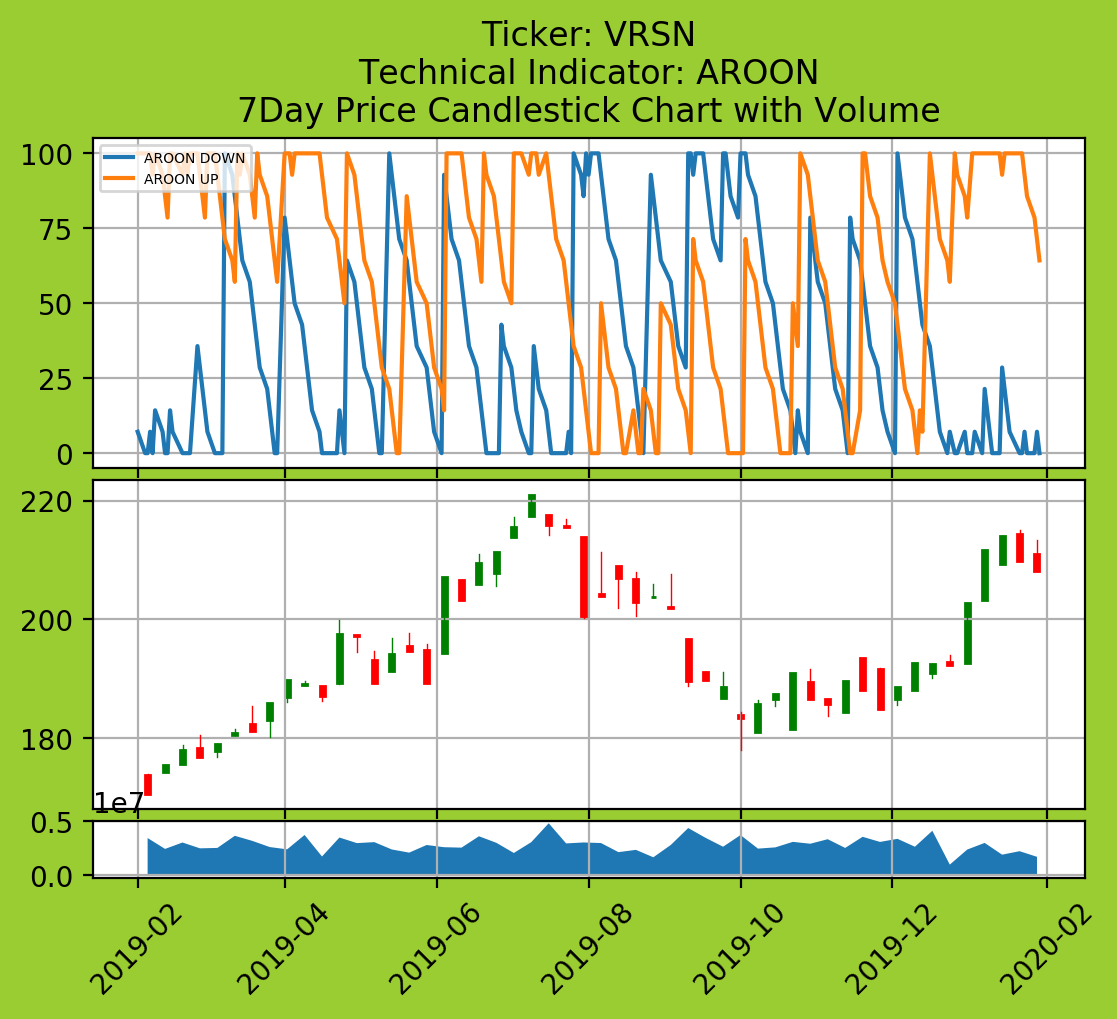 Ticker: VRSN
Technical Indicator: AROON
7Day Price Candlestick Chart with Volume
100
75
50
25
0
AROON DOWN
AROON UP
220
200
180
1e7
0.5
0.0
2019-02
2019-04
2019-06
2019-08
2019-10
2019-12
2020-02